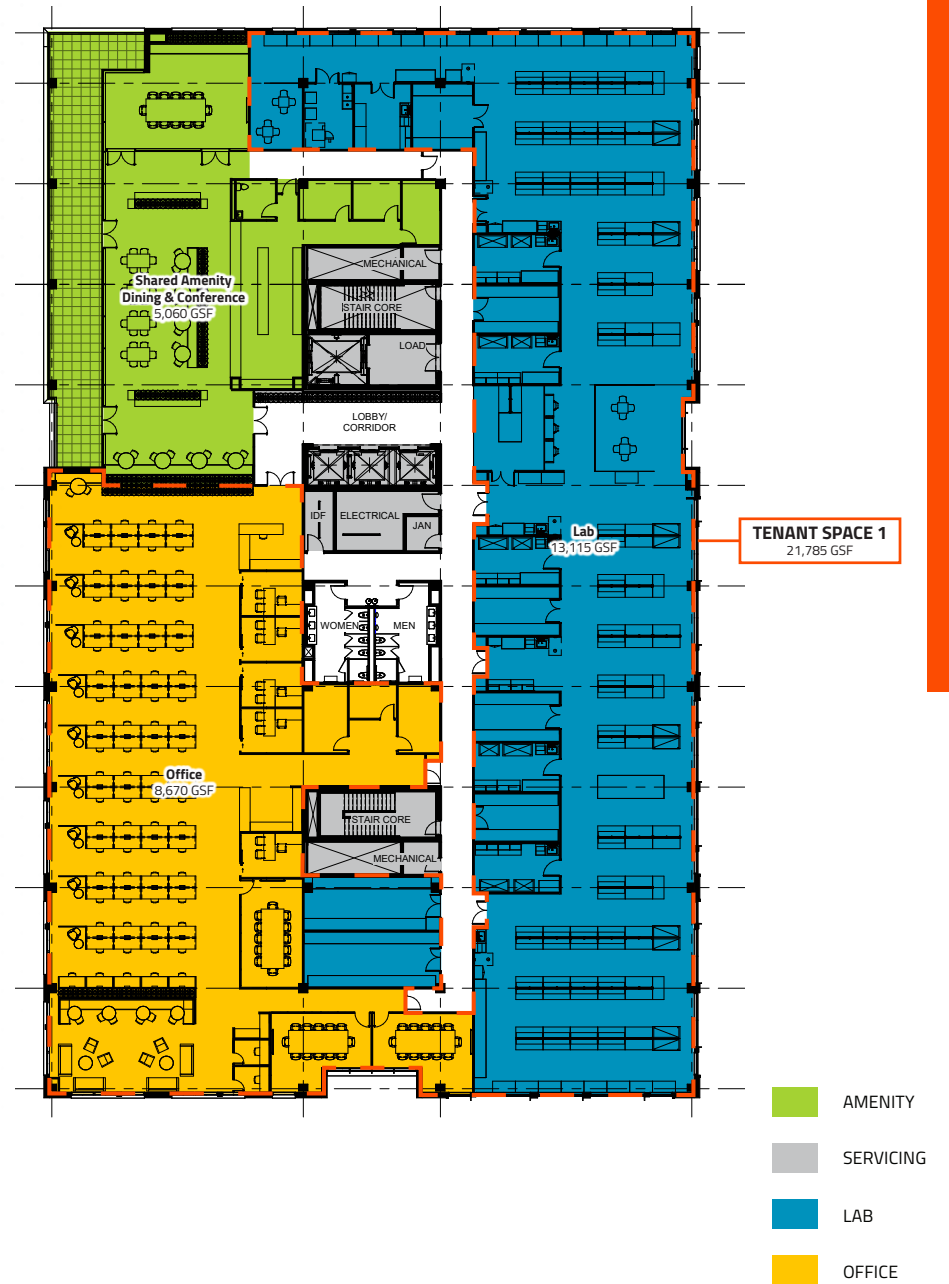 MECHANICAL
STAIR CORE
LOAD
Shared Amenity
Dining & Conference
5,060 GSF
LOBBY/
CORRIDOR
IDF
ELECTRICAL
JAN
Lab
13,115 GSF
TENANT SPACE 1
21,785 GSF
WOMEN
MEN
Office
8,670 GSF
STAIR CORE
MECHANICAL
AMENITY
SERVICING
LAB
OFFICE